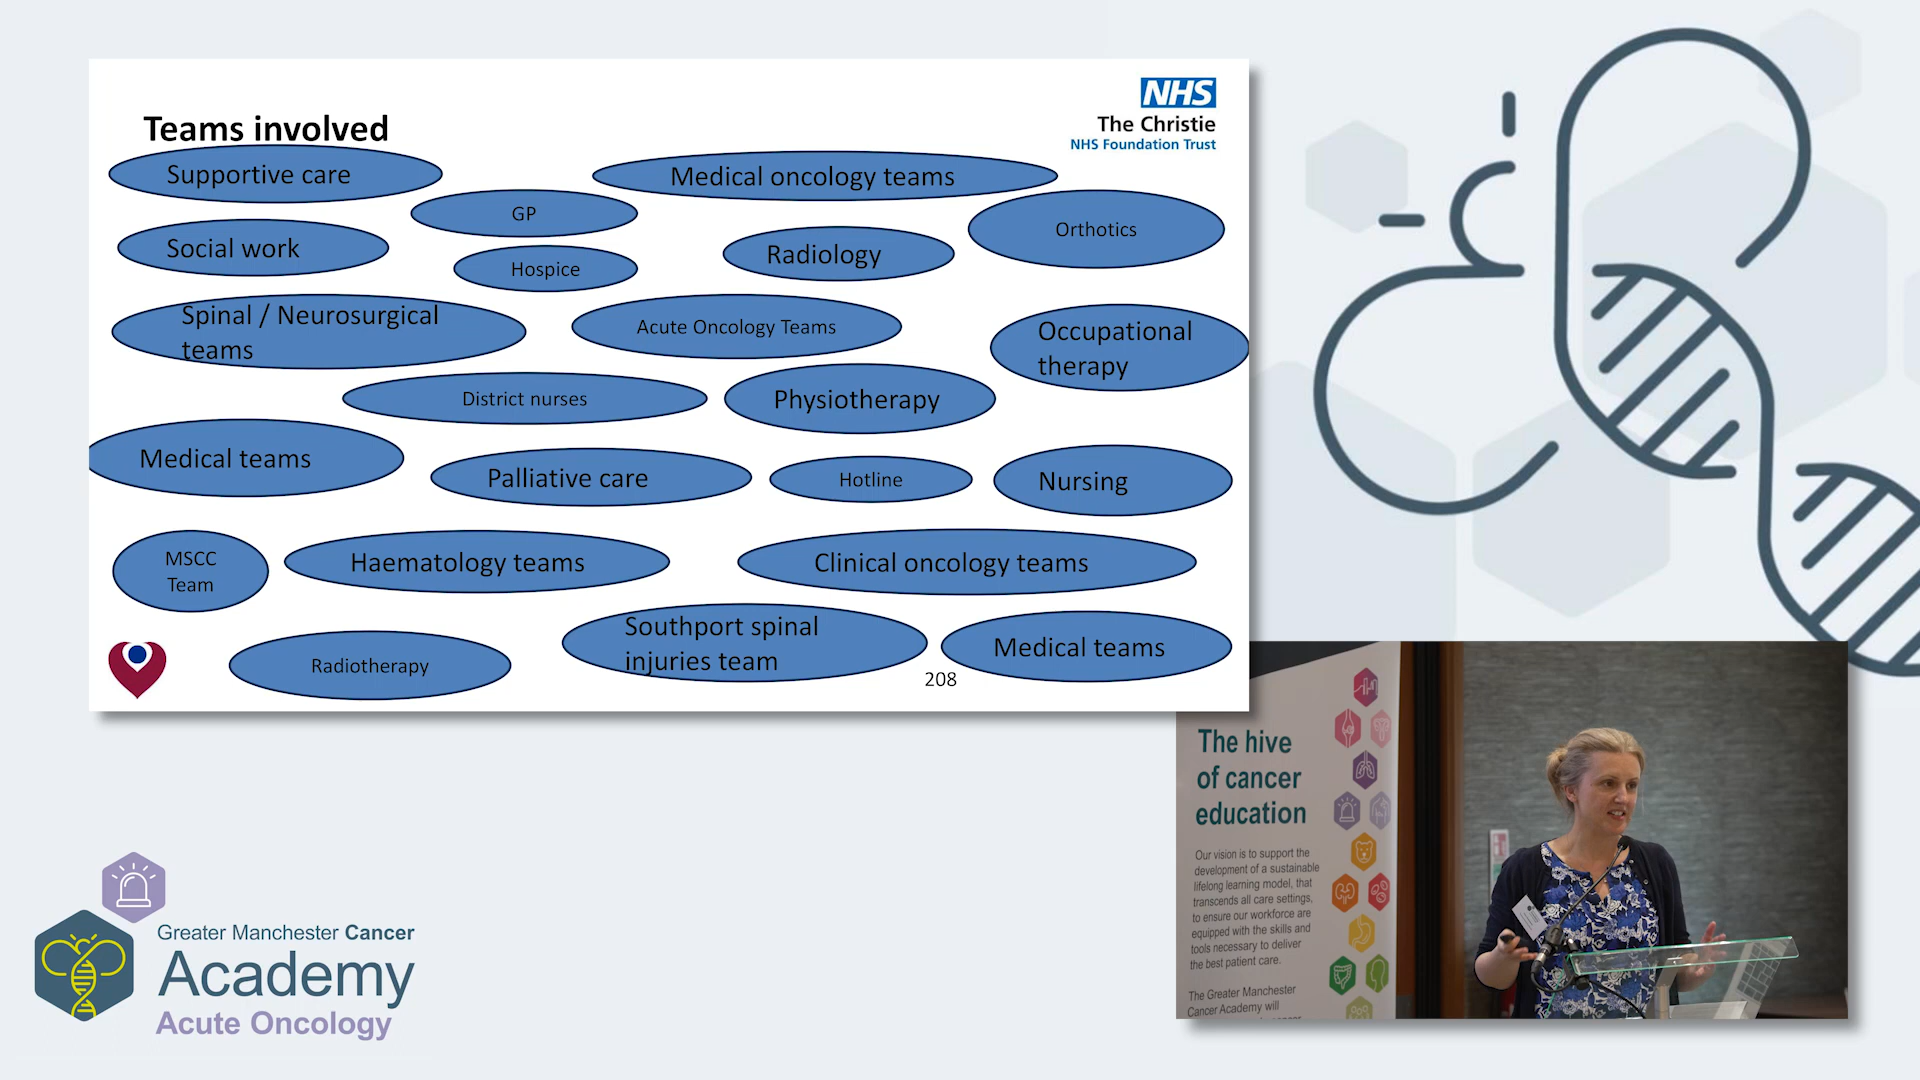 Teams involved
NHS
The Christie
NHS Foundation Trust
Supportive care
Medical oncology teams
GP
Orthotics
Social work
Radiology
Hospice
Spinal / Neurosurgical
teams
Acute Oncology Teams
Occupational
therapy
District nurses
Physiotherapy
Medical teams
Palliative care
Hotline
Nursing
MSCC
Team
Haematology teams
Clinical oncology teams
Southport spinal
injuries team
Medical teams
Radiotherapy
208
The hive
of cancer
education
Our vision is to support the
development of a sustainable
lifelong learning model, that
transcends all care settings,
to ensure our workforce are
equipped with the skills and
tools necessary to deliver
the best patient care.
The Greater Manchester
Cancer Academy will
Greater Manchester Cancer
Academy
Acute Oncology